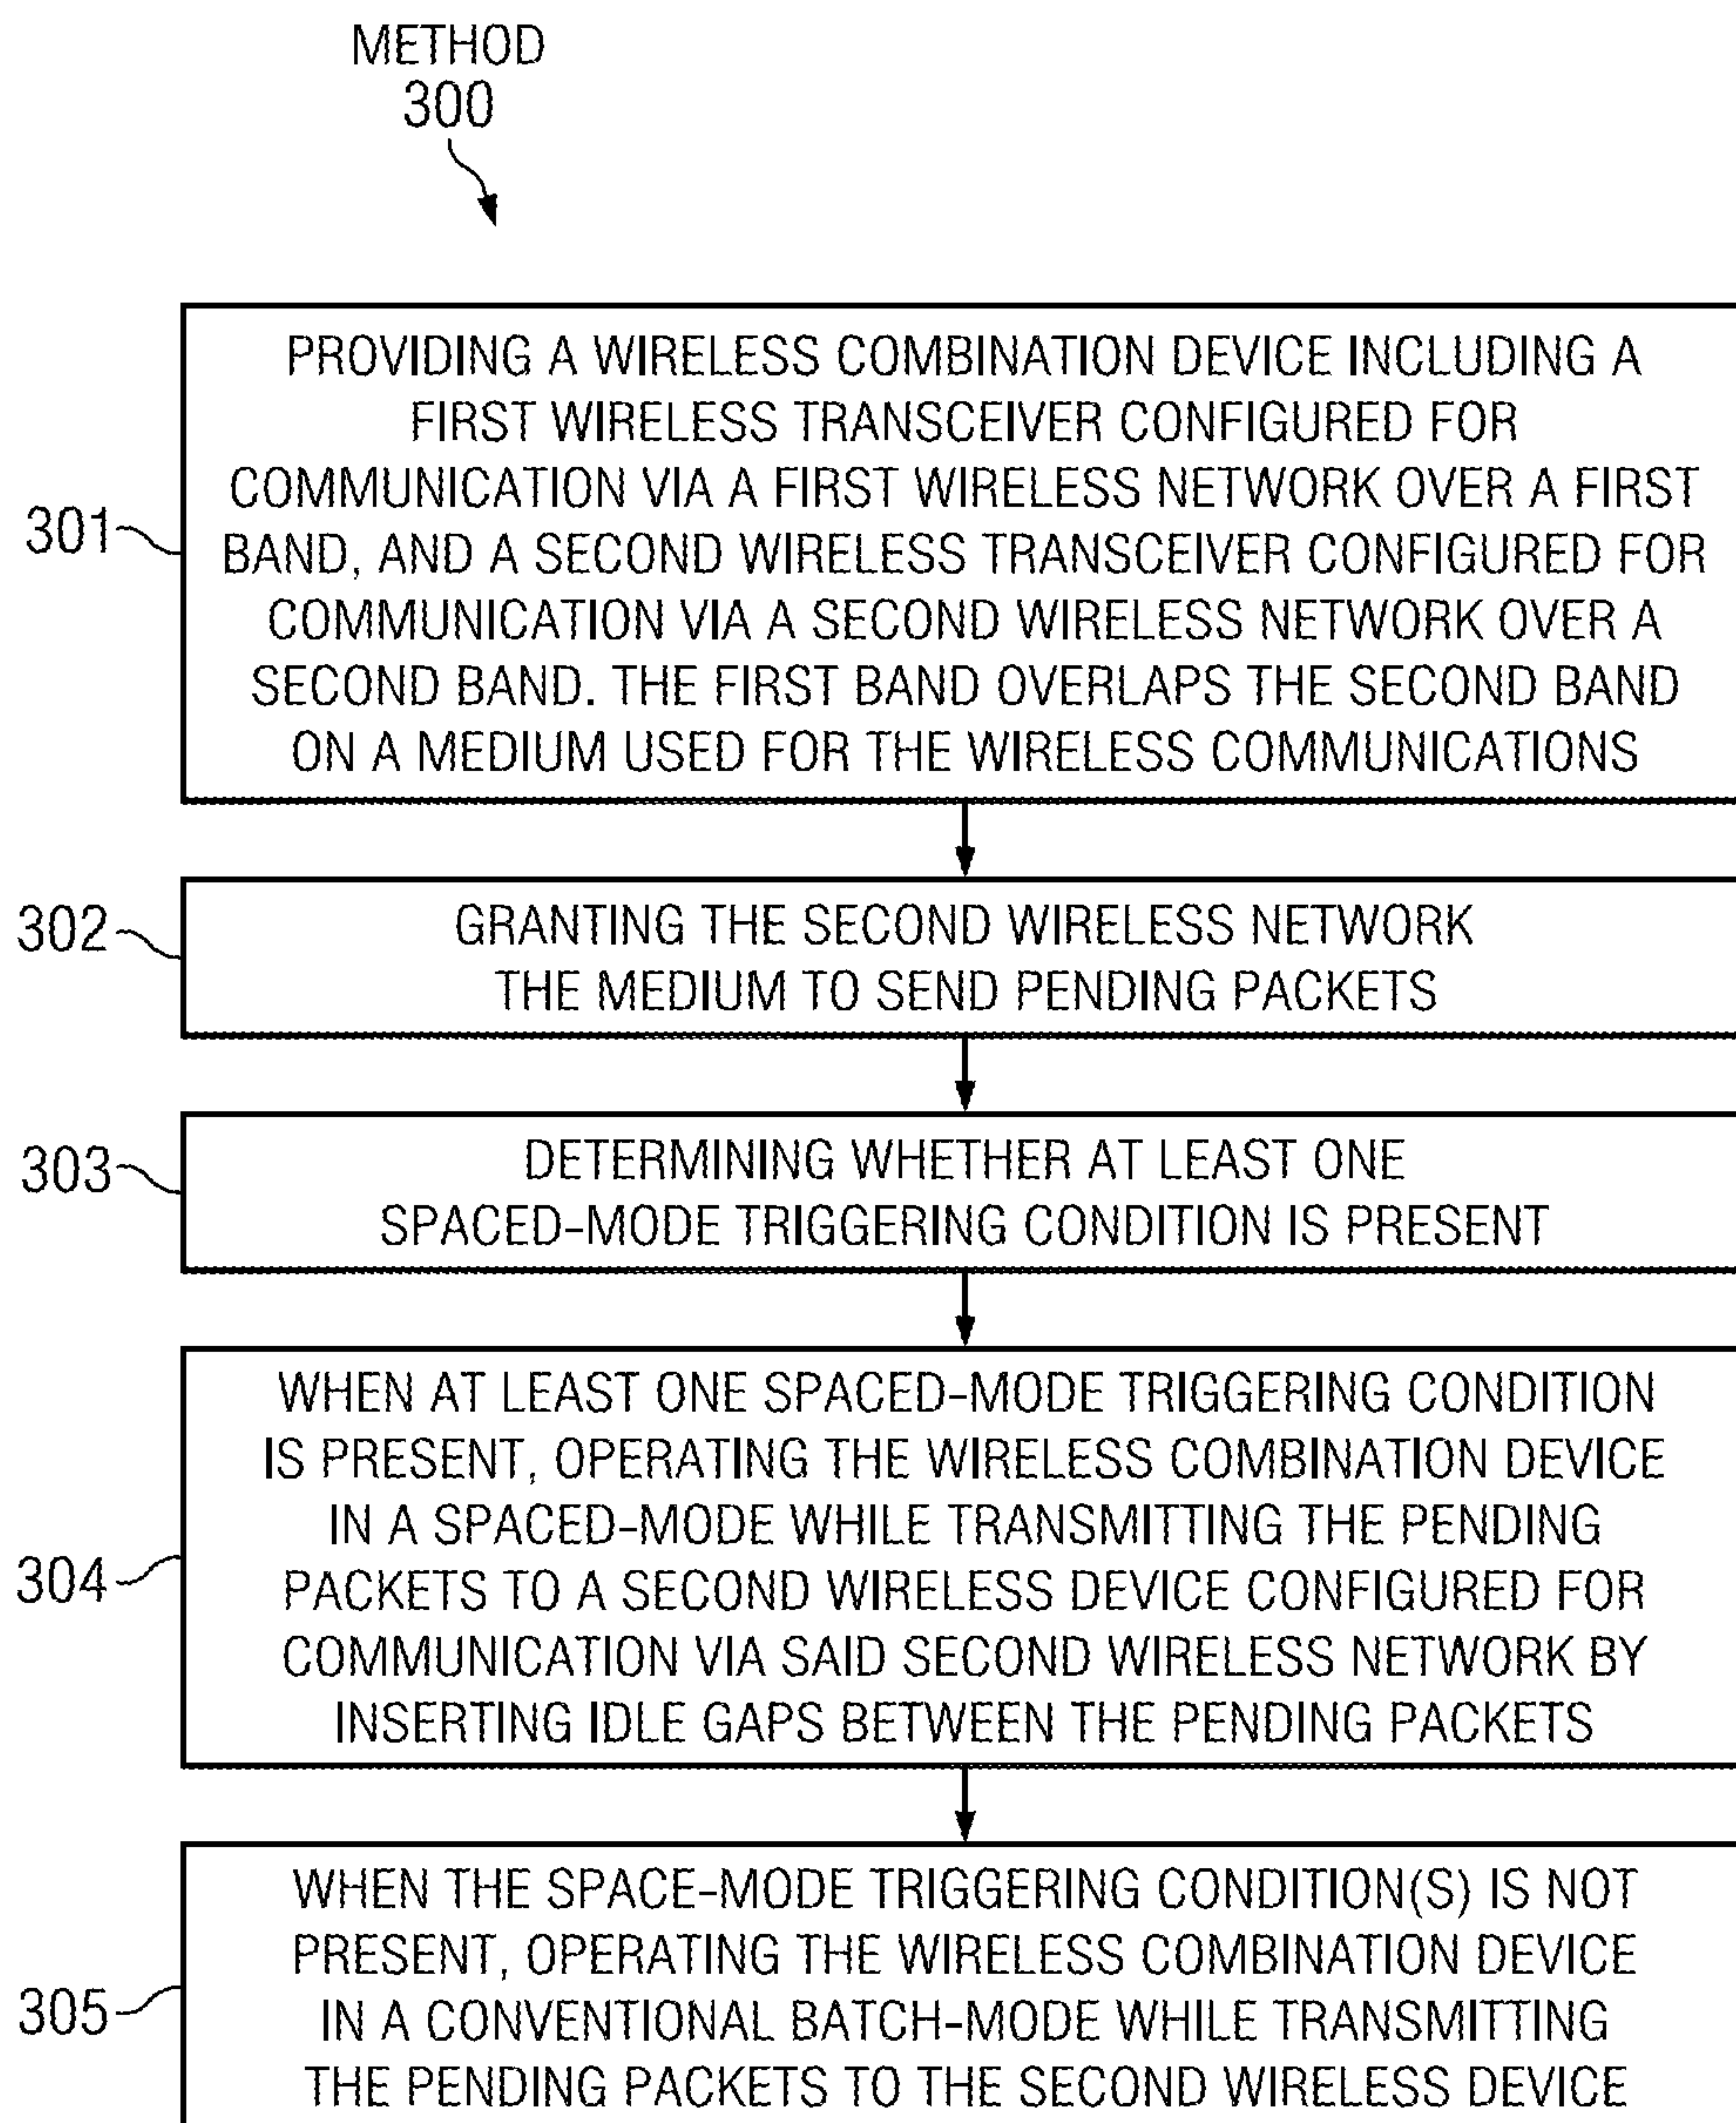 METHOD
300
301
PROVIDING A WIRELESS COMBINATION DEVICE INCLUDING A
FIRST WIRELESS TRANSCEIVER CONFIGURED FOR
COMMUNICATION VIA A FIRST WIRELESS NETWORK OVER A FIRST
BAND, AND A SECOND WIRELESS TRANSCEIVER CONFIGURED FOR
COMMUNICATION VIA A SECOND WIRELESS NETWORK OVER A
SECOND BAND. THE FIRST BAND OVERLAPS THE SECOND BAND
ON A MEDIUM USED FOR THE WIRELESS COMMUNICATIONS
302
GRANTING THE SECOND WIRELESS NETWORK
THE MEDIUM TO SEND PENDING PACKETS
303
DETERMINING WHETHER AT LEAST ONE
SPACED-MODE TRIGGERING CONDITION IS PRESENT
304
WHEN AT LEAST ONE SPACED-MODE TRIGGERING CONDITION
IS PRESENT, OPERATING THE WIRELESS COMBINATION DEVICE
IN A SPACED-MODE WHILE TRANSMITTING THE PENDING
PACKETS TO A SECOND WIRELESS DEVICE CONFIGURED FOR
COMMUNICATION VIA SAID SECOND WIRELESS NETWORK BY
INSERTING IDLE GAPS BETWEEN THE PENDING PACKETS
305
WHEN THE SPACE-MODE TRIGGERING CONDITION(S) IS NOT
PRESENT, OPERATING THE WIRELESS COMBINATION DEVICE
IN A CONVENTIONAL BATCH-MODE WHILE TRANSMITTING
THE PENDING PACKETS TO THE SECOND WIRELESS DEVICE